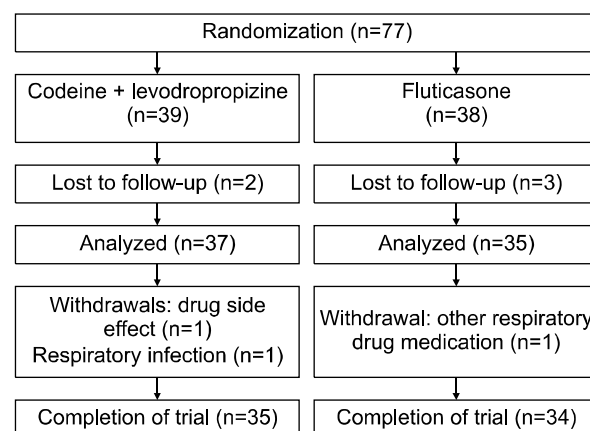 Randomization (n=77)
Codeine + levodropropizine
(n=39)
Fluticasone
(n=38)
Lost to follow-up (n=2)
Lost to follow-up (n=3)
Analyzed (n=37)
Analyzed (n=35)
Withdrawals: drug side
effect (n=1)
Respiratory infection (n=1)
Withdrawal: other respiratory
drug medication (n=1)
Completion of trial (n=35)
Completion of trial (n=34)